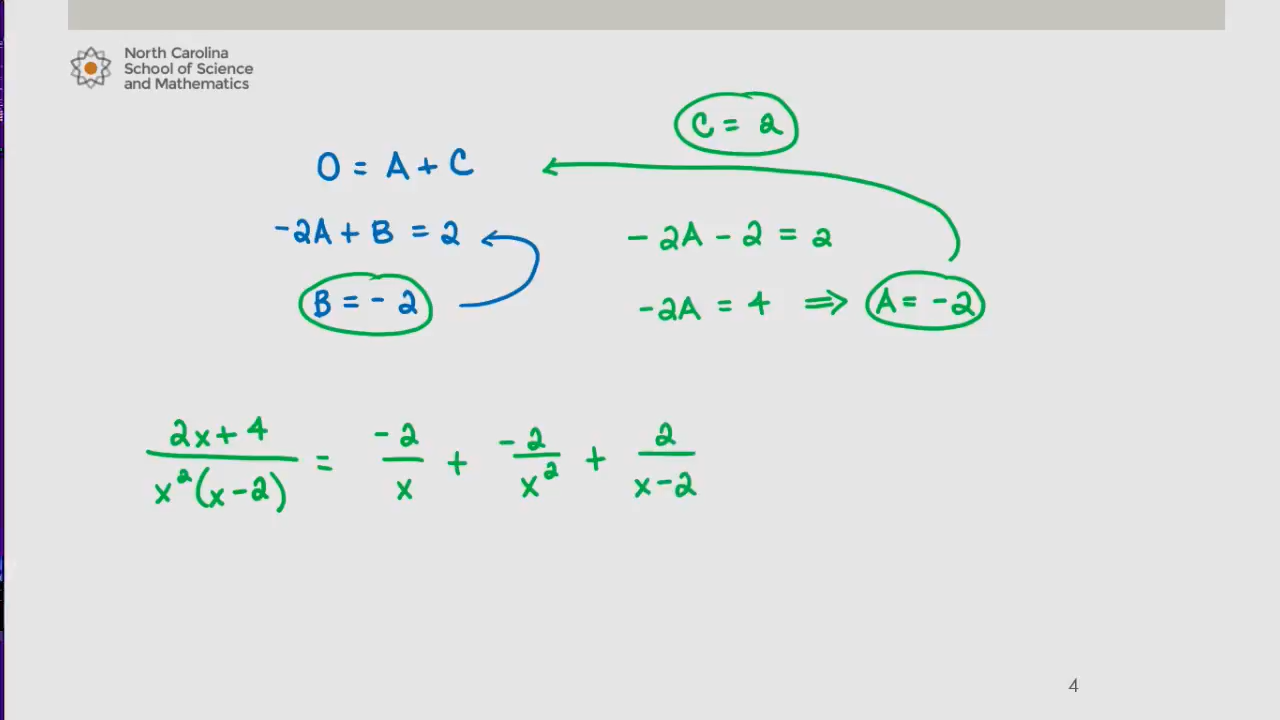 North Carolina
School of Science
and Mathematics
C = 2
0 = A + C
-2A + B = 2
-2A - 2 = 2
B = -2
-2A = 4 ⇒ A = -2
2x+4 / x²(x-2) = -2/x + -2/x² + 2/x-2
4